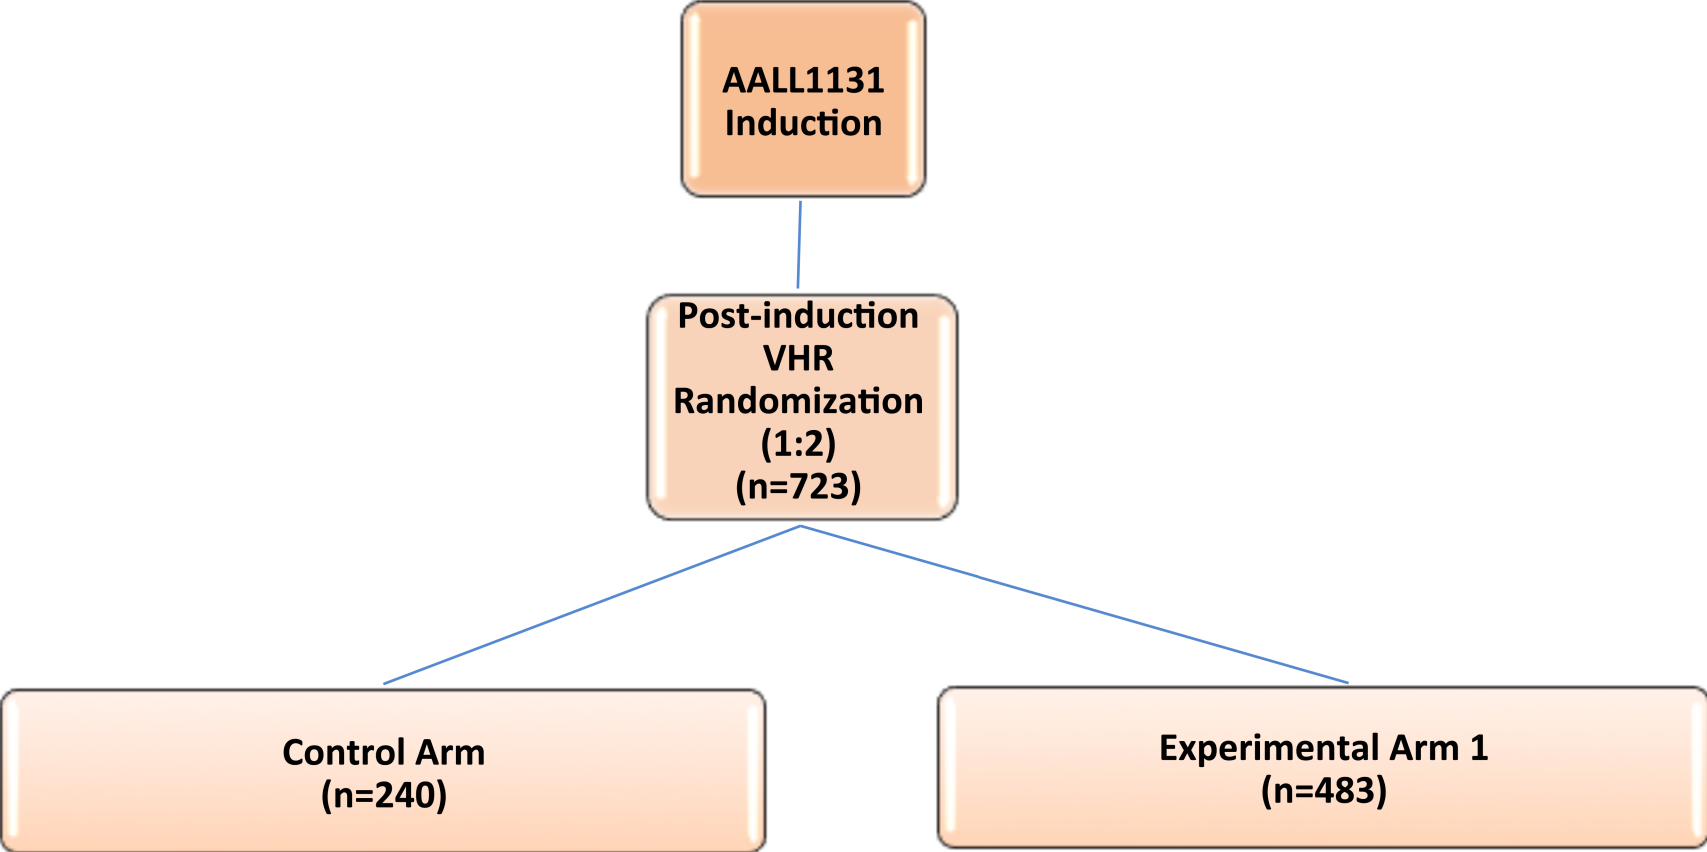 AALL1131
Induction
Post-induction
VHR
Randomization
(1:2)
(n=723)
Control Arm
(n=240)
Experimental Arm 1
(n=483)